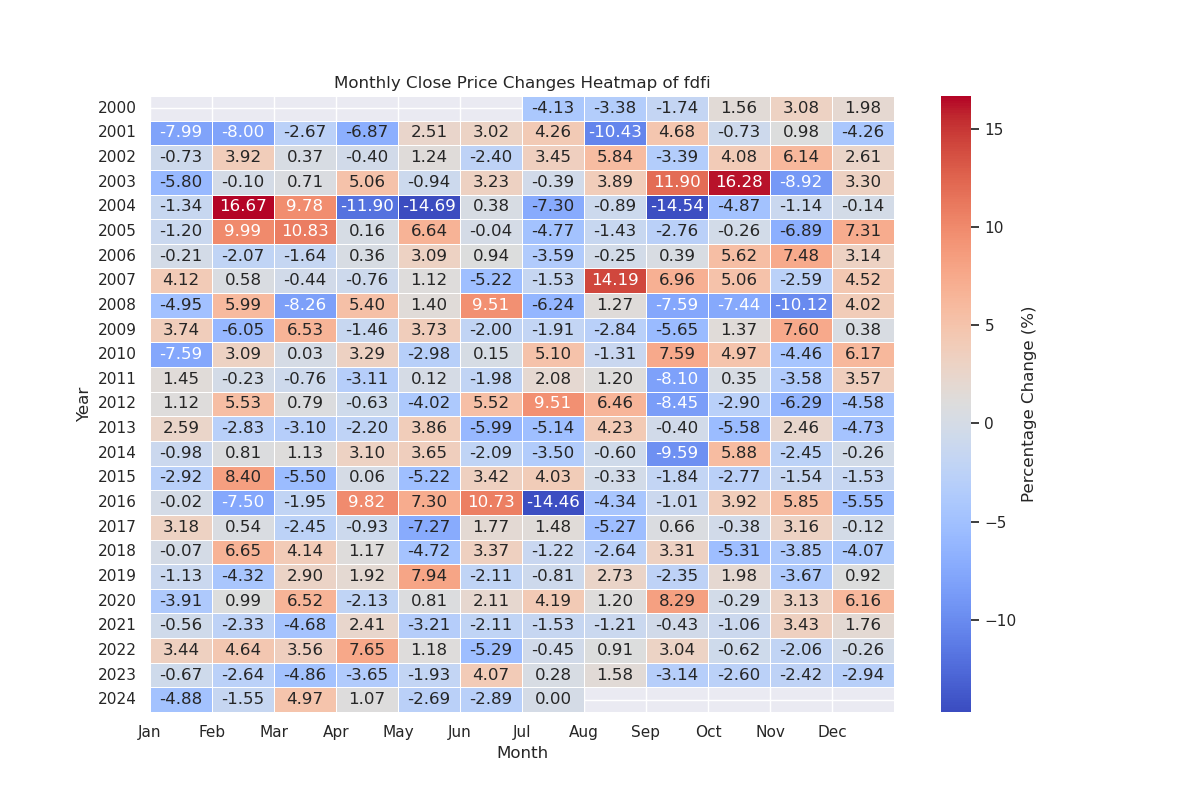 Monthly Close Price Changes Heatmap of fdfi
2000 -4.13 -3.38 -1.74 1.56 3.08 1.98
2001 -7.99 -8.00 -2.67 -6.87 2.51 3.02 4.26 -10.43 4.68 -0.73 0.98 -4.26
2002 -0.73 3.92 0.37 -0.40 1.24 -2.40 3.45 5.84 -3.39 4.08 6.14 2.61
2003 -5.80 -0.10 0.71 5.06 -0.94 3.23 -0.39 3.89 11.90 16.28 -8.92 3.30
2004 -1.34 16.67 9.78 -11.90 -14.69 0.38 -7.30 -0.89 -14.54 -4.87 -1.14 -0.14
2005 -1.20 9.99 10.83 0.16 6.64 -0.04 -4.77 -1.43 -2.76 -0.26 -6.89 7.31
2006 -0.21 -2.07 -1.64 0.36 3.09 0.94 -3.59 -0.25 0.39 5.62 7.48 3.14
2007 4.12 0.58 -0.44 -0.76 1.12 -5.22 -1.53 14.19 6.96 5.06 -2.59 4.52
2008 -4.95 5.99 -8.26 5.40 1.40 9.51 -6.24 1.27 -7.59 -7.44 -10.12 4.02
2009 3.74 -6.05 6.53 -1.46 3.73 -2.00 -1.91 -2.84 -5.65 1.37 7.60 0.38
2010 -7.59 3.09 0.03 3.29 -2.98 0.15 5.10 -1.31 7.59 4.97 -4.46 6.17
2011 1.45 -0.23 -0.76 -3.11 0.12 -1.98 2.08 1.20 -8.10 0.35 -3.58 3.57
2012 1.12 5.53 0.79 -0.63 -4.02 5.52 9.51 6.46 -8.45 -2.90 -6.29 -4.58
2013 2.59 -2.83 -3.10 -2.20 3.86 -5.99 -5.14 4.23 -0.40 -5.58 2.46 -4.73
2014 -0.98 0.81 1.13 3.10 3.65 -2.09 -3.50 -0.60 -9.59 5.88 -2.45 -0.26
2015 -2.92 8.40 -5.50 0.06 -5.22 3.42 4.03 -0.33 -1.84 -2.77 -1.54 -1.53
2016 -0.02 -7.50 -1.95 9.82 7.30 10.73 -14.46 -4.34 -1.01 3.92 5.85 -5.55
2017 3.18 0.54 -2.45 -0.93 -7.27 1.77 1.48 -5.27 0.66 -0.38 3.16 -0.12
2018 -0.07 6.65 4.14 1.17 -4.72 3.37 -1.22 -2.64 3.31 -5.31 -3.85 -4.07
2019 -1.13 -4.32 2.90 1.92 7.94 -2.11 -0.81 2.73 -2.35 1.98 -3.67 0.92
2020 -3.91 0.99 6.52 -2.13 0.81 2.11 4.19 1.20 8.29 -0.29 3.13 6.16
2021 -0.56 -2.33 -4.68 2.41 -3.21 -2.11 -1.53 -1.21 -0.43 -1.06 3.43 1.76
2022 3.44 4.64 3.56 7.65 1.18 -5.29 -0.45 0.91 3.04 -0.62 -2.06 -0.26
2023 -0.67 -2.64 -4.86 -3.65 -1.93 4.07 0.28 1.58 -3.14 -2.60 -2.42 -2.94
2024 -4.88 -1.55 4.97 1.07 -2.69 -2.89 0.00
Jan Feb Mar Apr May Jun Jul Aug Sep Oct Nov Dec
Month
Year
15
10
5
0
−5
−10
Percentage Change (%)